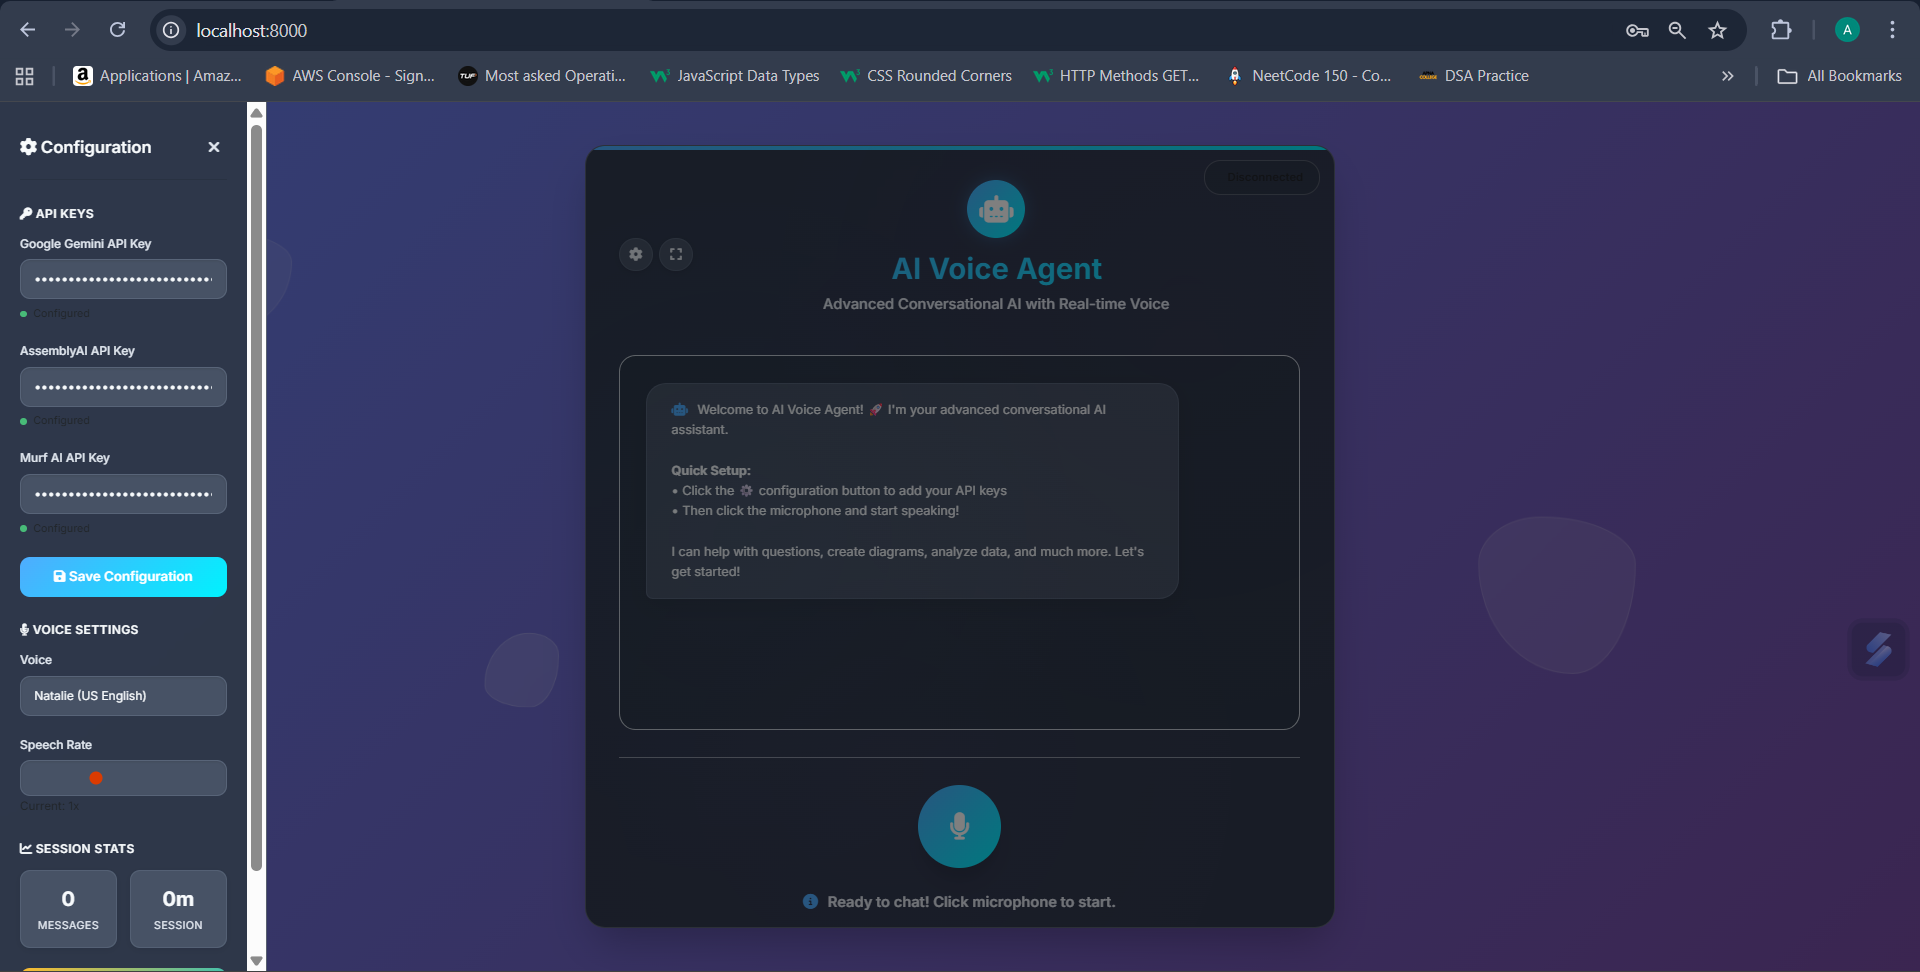 localhost:8000
A
Applications | Amaz...
AWS Console - Sign...
TUF
Most asked Operati...
JavaScript Data Types
CSS Rounded Corners
HTTP Methods GET...
NeetCode 150 - Co...
DSA Practice
All Bookmarks
Configuration
API KEYS
Google Gemini API Key
Configured
AssemblyAI API Key
Configured
Murf AI API Key
Configured
Save Configuration
VOICE SETTINGS
Voice
Natalie (US English)
Speech Rate
Current: 1x
SESSION STATS
0
MESSAGES
0m
SESSION
Disconnected
AI Voice Agent
Advanced Conversational AI with Real-time Voice
Welcome to AI Voice Agent! 🚀 I'm your advanced conversational AI
assistant.
Quick Setup:
• Click the ⚙️ configuration button to add your API keys
• Then click the microphone and start speaking!
I can help with questions, create diagrams, analyze data, and much more. Let's
get started!
Ready to chat! Click microphone to start.